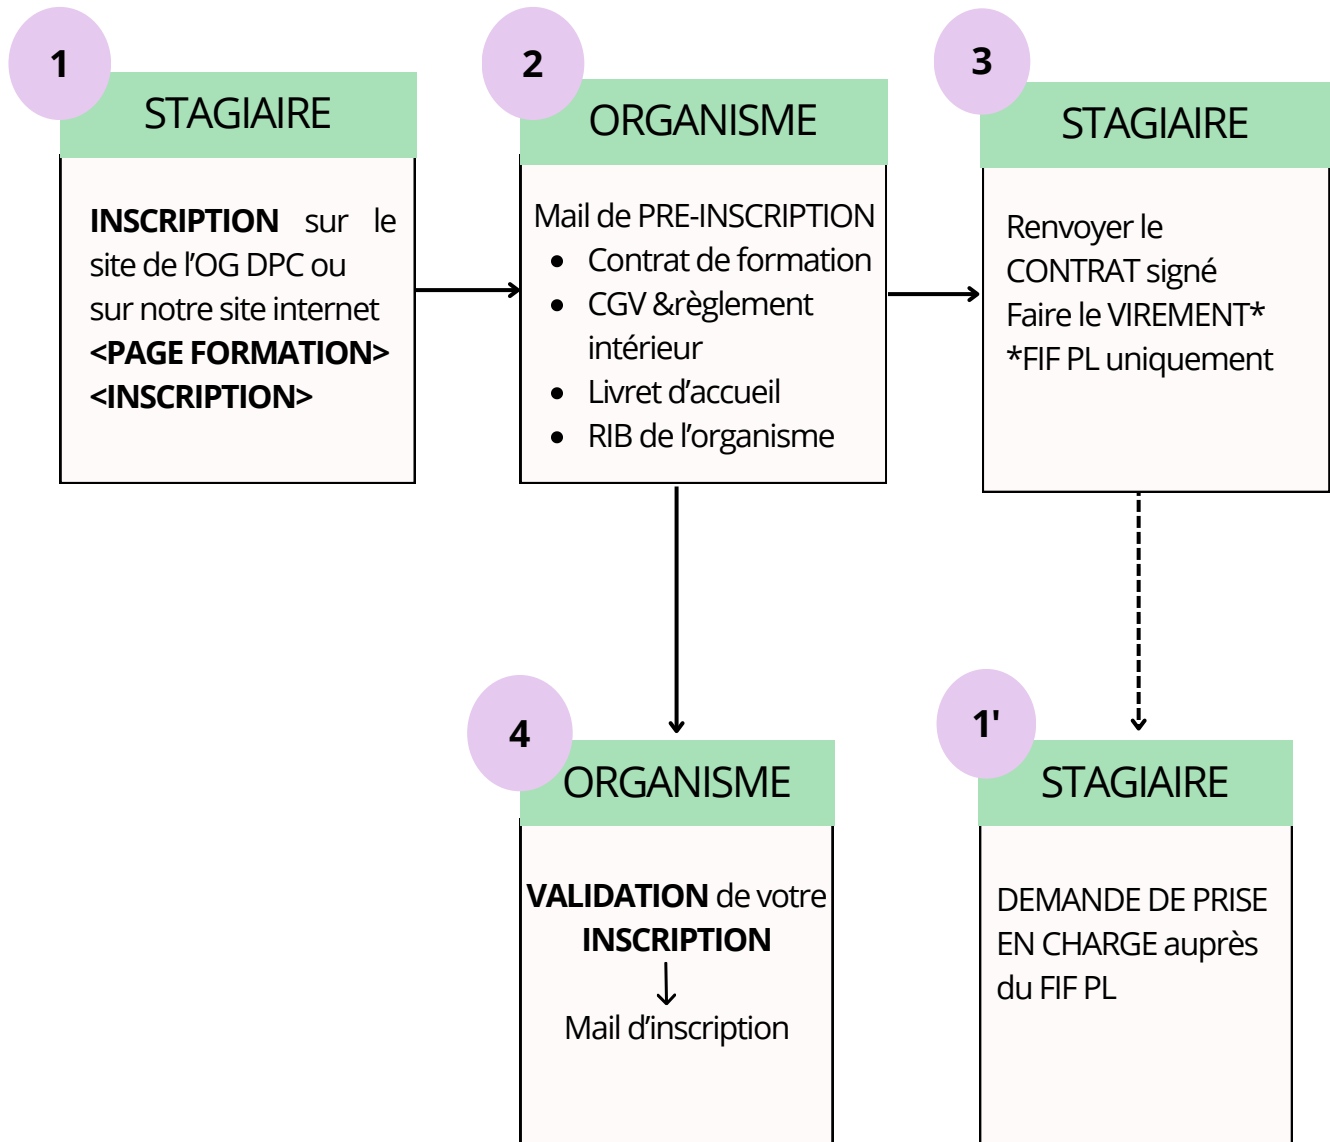 1
STAGIAIRE
INSCRIPTION sur le
site de l’OG DPC ou
sur notre site internet
<PAGE FORMATION>
<INSCRIPTION>
2
ORGANISME
Mail de PRE-INSCRIPTION
• Contrat de formation
• CGV &règlement
intérieur
• Livret d’accueil
• RIB de l’organisme
3
STAGIAIRE
Renvoyer le
CONTRAT signé
Faire le VIREMENT*
*FIF PL uniquement
4
ORGANISME
VALIDATION de votre
INSCRIPTION
Mail d’inscription
1'
STAGIAIRE
DEMANDE DE PRISE
EN CHARGE auprès
du FIF PL